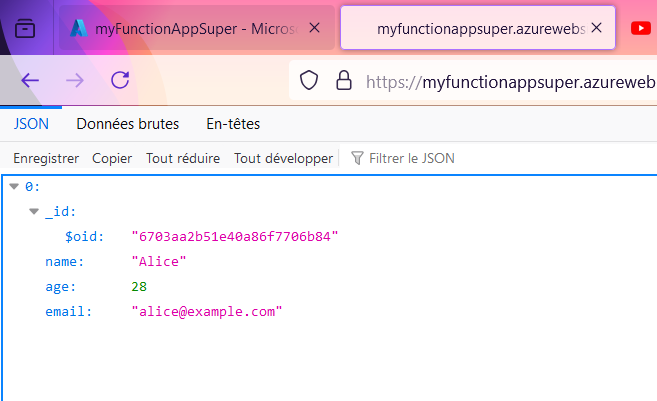 myFunctionAppSuper - Micros
myfunctionappsuper.azurewebs
https://myfunctionappsuper.azureweb
JSON Données brutes En-têtes
Enregistrer Copier Tout réduire Tout développer Filtrer le JSON
0:
_id:
$oid: "6703aa2b51e40a86f7706b84"
name: "Alice"
age: 28
email: "alice@example.com"